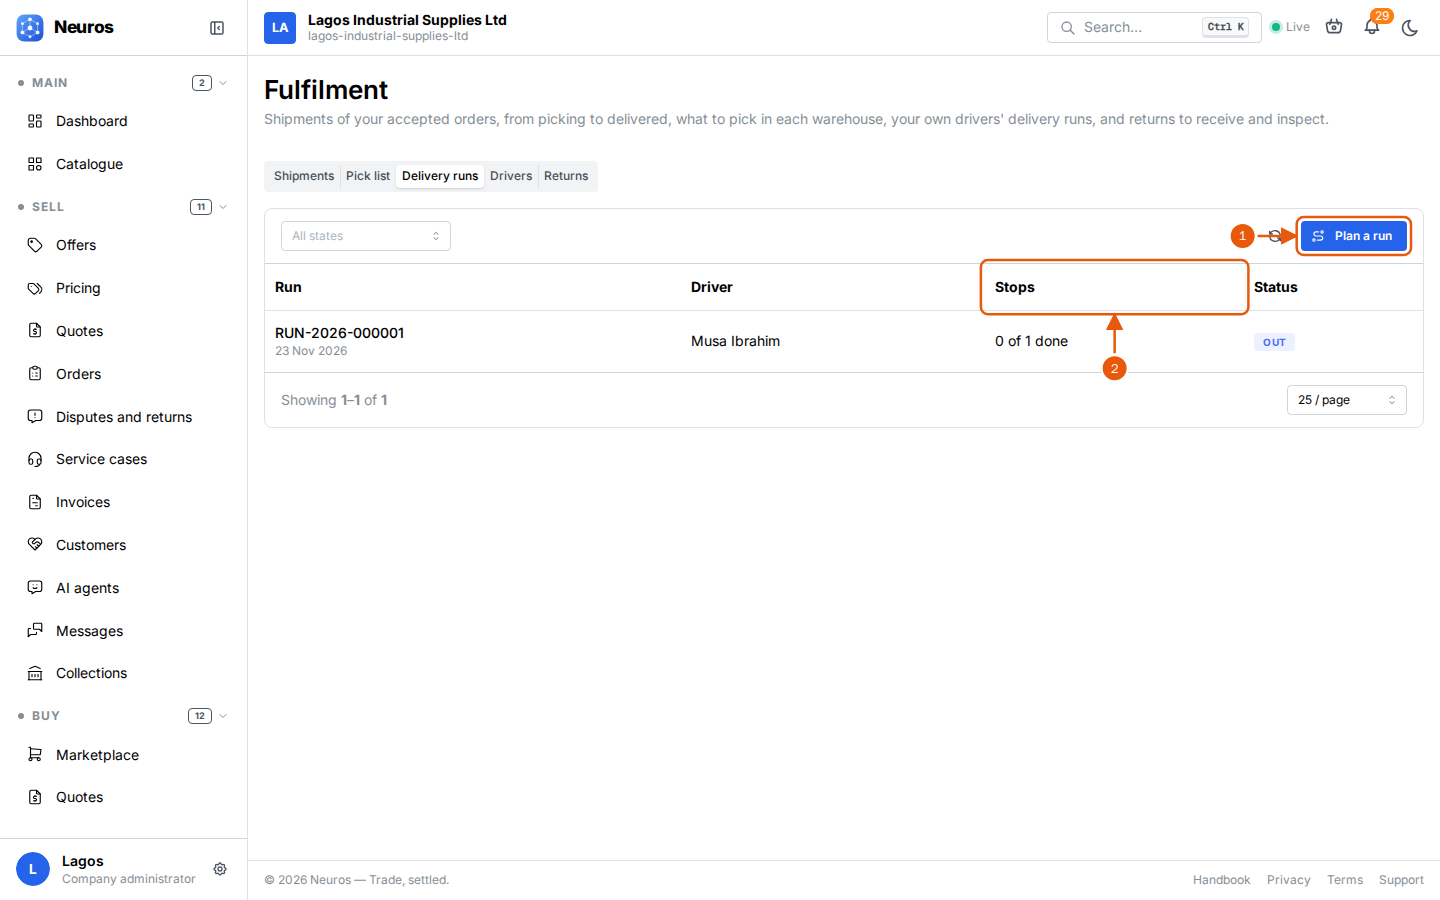 Neuros
LA
Lagos Industrial Supplies Ltd
lagos-industrial-supplies-ltd
Search...
Ctrl K
Live
29
MAIN
2
Dashboard
Catalogue
SELL
11
Offers
Pricing
Quotes
Orders
Disputes and returns
Service cases
Invoices
Customers
AI agents
Messages
Collections
BUY
12
Marketplace
Quotes
L
Lagos
Company administrator
Fulfilment
Shipments of your accepted orders, from picking to delivered, what to pick in each warehouse, your own drivers' delivery runs, and returns to receive and inspect.
Shipments
Pick list
Delivery runs
Drivers
Returns
All states
1
Plan a run
Run
Driver
Stops
Status
RUN-2026-000001
23 Nov 2026
Musa Ibrahim
0 of 1 done
OUT
2
Showing 1–1 of 1
25 / page
© 2026 Neuros — Trade, settled.
Handbook
Privacy
Terms
Support